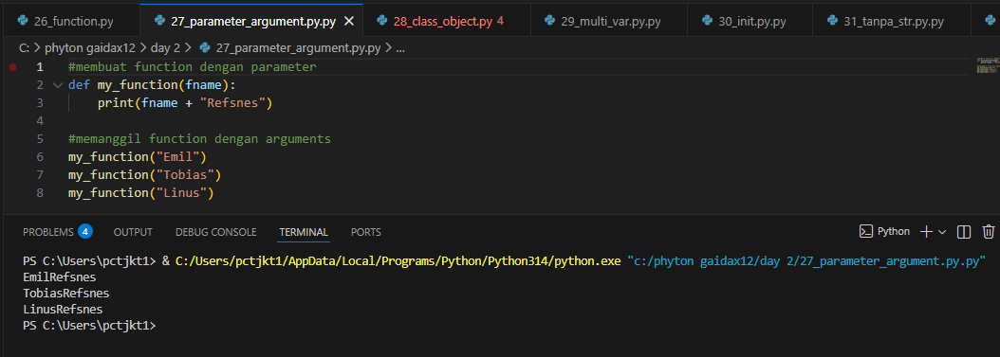 26_function.py 27_parameter_argument.py.py 28_class_object.py 4 29_multi_var.py.py 30_init.py.py 31_tanpa_str.py.py
C: > phyton gaidax12 > day 2 > 27_parameter_argument.py.py > ...
1 #membuat function dengan parameter
2 def my_function(fname):
3 print(fname + "Refsnes")
4
5 #memanggil function dengan arguments
6 my_function("Emil")
7 my_function("Tobias")
8 my_function("Linus")
PROBLEMS 4 OUTPUT DEBUG CONSOLE TERMINAL PORTS Python
PS C:\Users\pctjkt1> & C:/Users/pctjkt1/AppData/Local/Programs/Python/Python314/python.exe "c:/phyton gaidax12/day 2/27_parameter_argument.py.py"
EmilRefsnes
TobiasRefsnes
LinusRefsnes
PS C:\Users\pctjkt1>